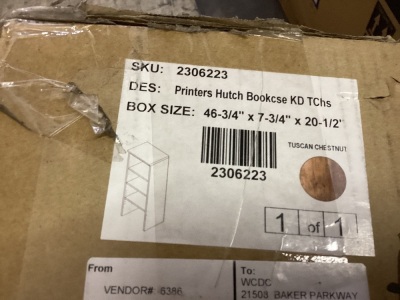 SKU: 2306223
DES: Printers Hutch Bookcse KD TChs
BOX SIZE: 46-3/4" x 7-3/4" x 20-1/2"
TUSCAN CHESTNUT
2306223
1 of 1
From
VENDOR#: 6386
To:
WCDC
21508 BAKER PARKWAY